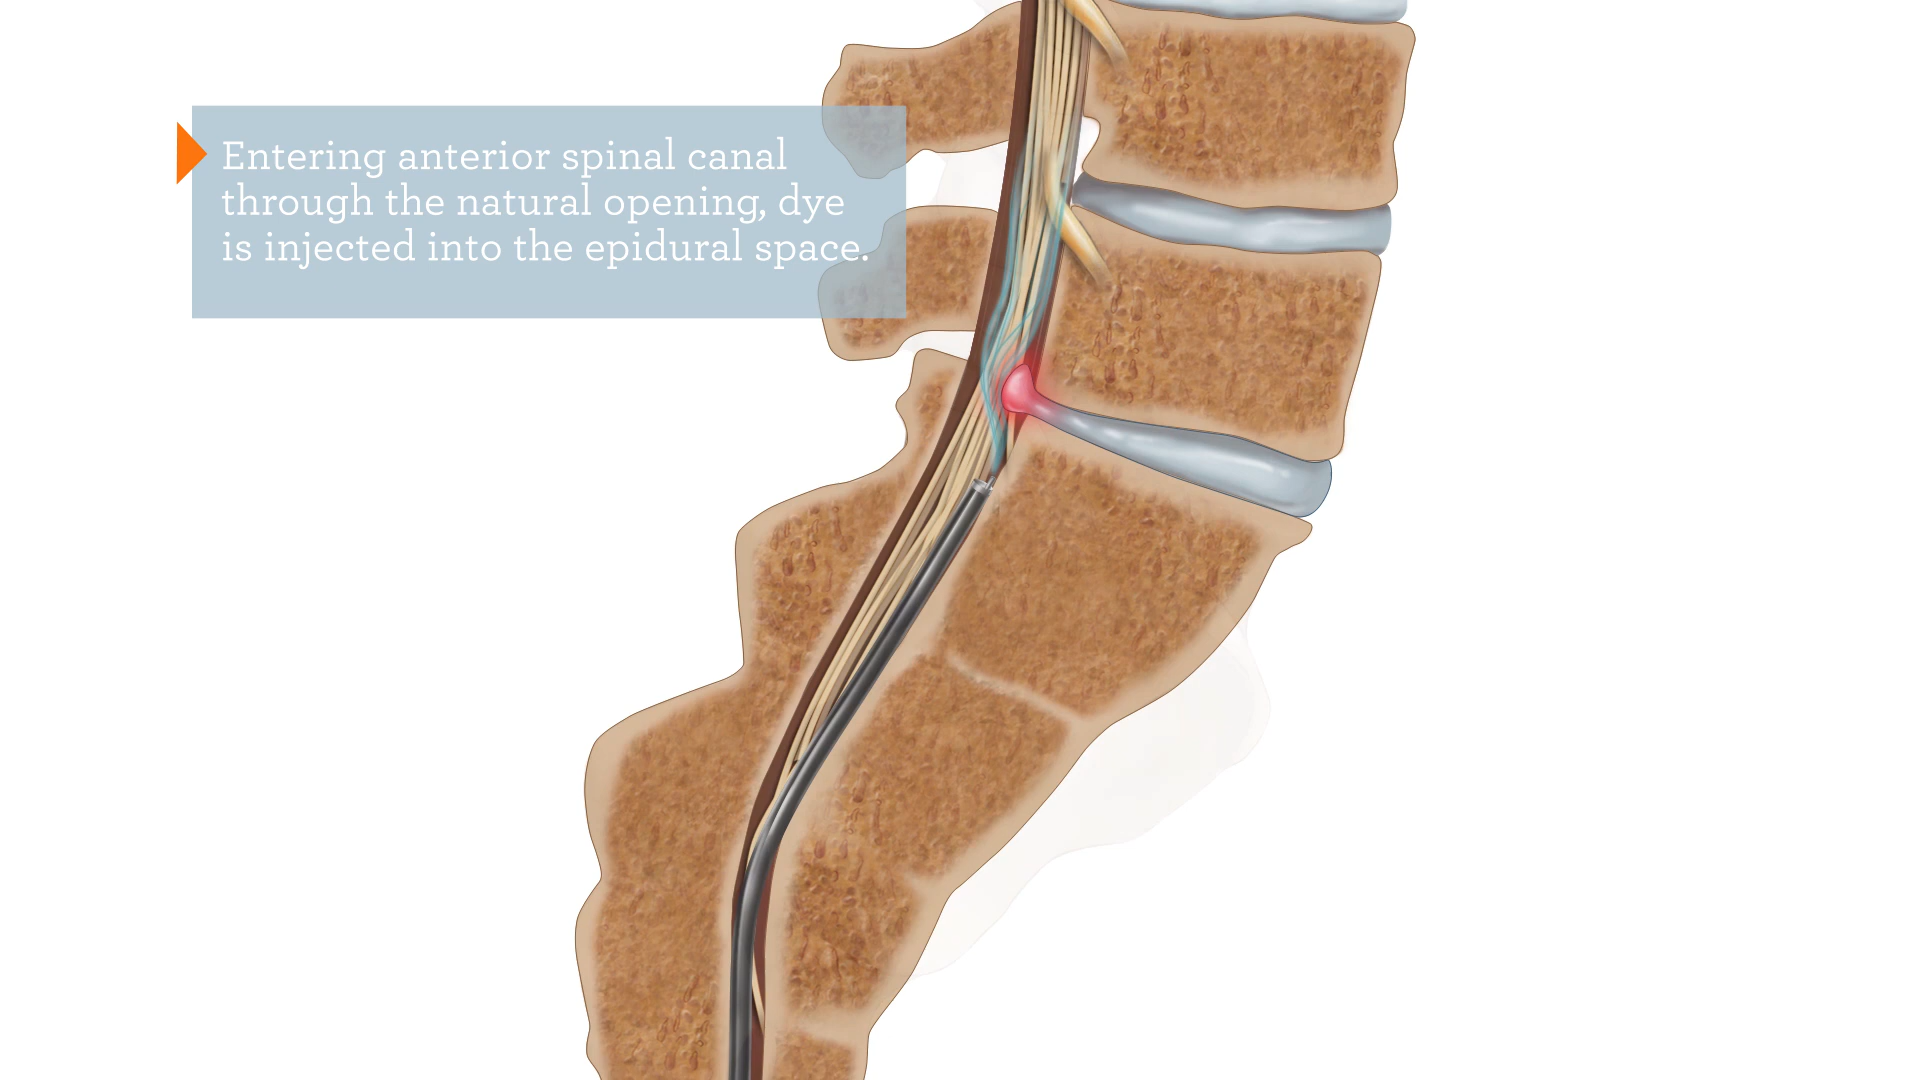 Entering anterior spinal canal
through the natural opening, dye
is injected into the epidural space.